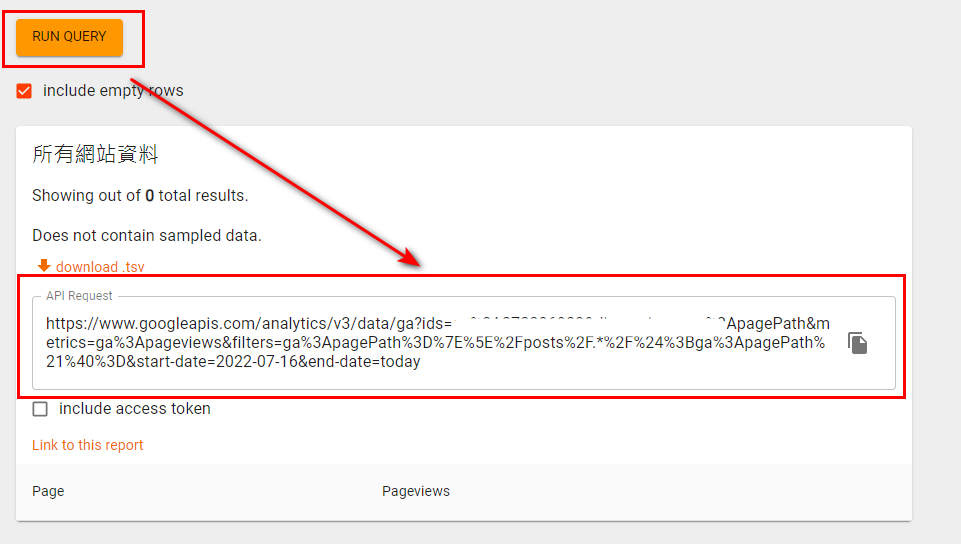 RUN QUERY
include empty rows
所有網站資料
Showing out of 0 total results.
Does not contain sampled data.
download .tsv
API Request
https://www.googleapis.com/analytics/v3/data/ga?ids= ApagePath&m
etrics=ga%3Apageviews&filters=ga%3ApagePath%3D%7E%5E%2Fposts%2F.*%2F%24%3Bga%3ApagePath%
21%40%3D&start-date=2022-07-16&end-date=today
include access token
Link to this report
Page
Pageviews